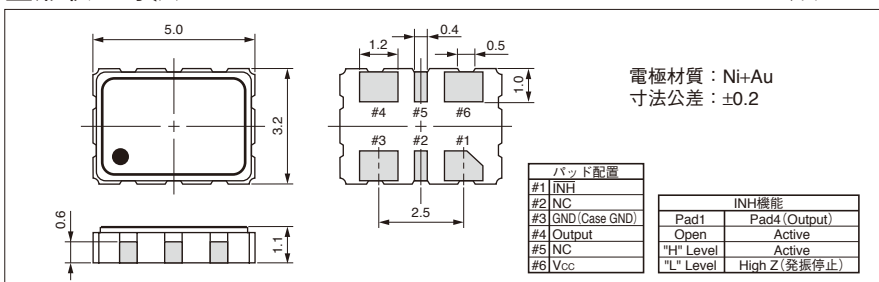 5.0
3.2
0.6
1.1
1.2
0.4
0.5
1.0
#4 #5 #6
#3 #2 #1
2.5
電極材質：Ni+Au
寸法公差：±0.2
パッド配置
#1 INH
#2 NC
#3 GND(Case GND)
#4 Output
#5 NC
#6 Vcc
INH機能
Pad1 Pad4(Output)
Open Active
"H" Level Active
"L" Level High Z(発振停止)